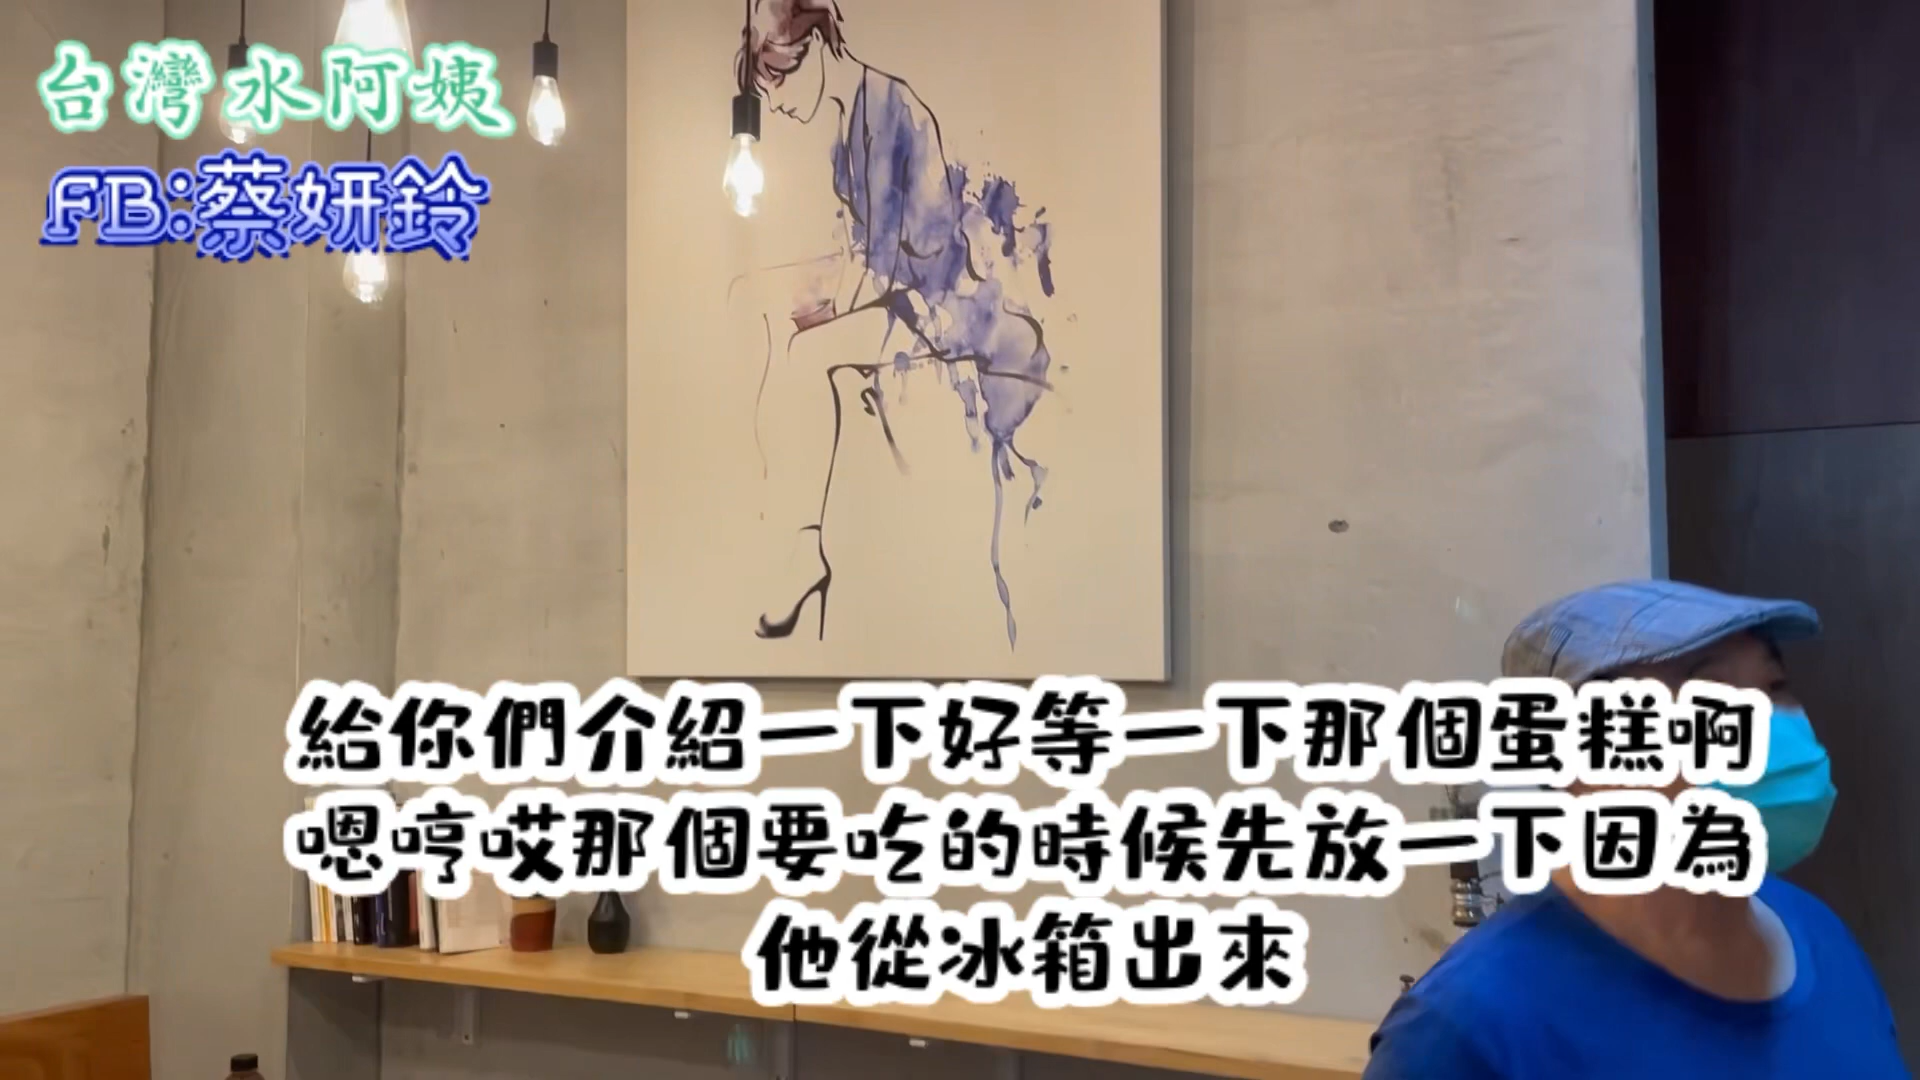 台灣水阿姨
FB:蔡妍鈴
給你們介紹一下好等一下那個蛋糕啊
嗯哼哎那個要吃的時候先放一下因為
他從冰箱出來